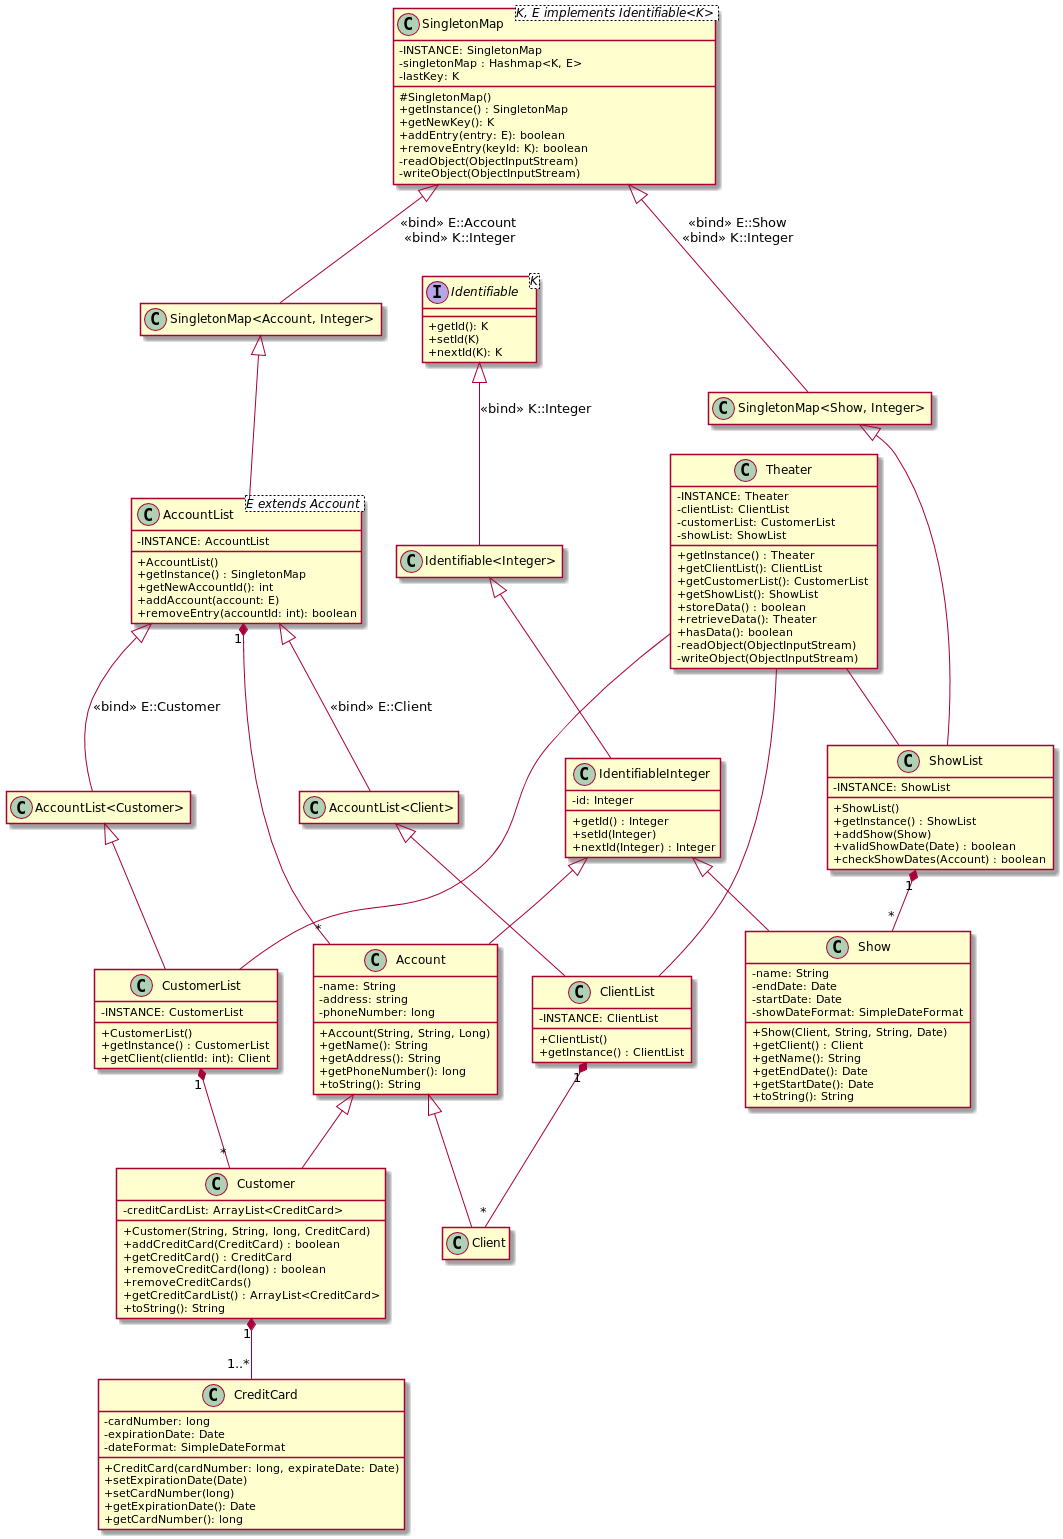 SingletonMap
K, E implements Identifiable<K>
-INSTANCE: SingletonMap
-singletonMap : Hashmap<K, E>
-lastKey: K
#SingletonMap()
+getInstance() : SingletonMap
+getNewKey(): K
+addEntry(entry: E): boolean
+removeEntry(keyId: K): boolean
-readObject(ObjectInputStream)
-writeObject(ObjectInputStream)
«bind» E::Account
«bind» K::Integer
«bind» E::Show
«bind» K::Integer
SingletonMap<Account, Integer>
Identifiable
K
+getId(): K
+setId(K)
+nextId(K): K
«bind» K::Integer
SingletonMap<Show, Integer>
Theater
-INSTANCE: Theater
-clientList: ClientList
-customerList: CustomerList
-showList: ShowList
+getInstance() : Theater
+getClientList(): ClientList
+getCustomerList(): CustomerList
+getShowList(): ShowList
+storeData() : boolean
+retrieveData(): Theater
+hasData(): boolean
-readObject(ObjectInputStream)
-writeObject(ObjectInputStream)
AccountList
E extends Account
-INSTANCE: AccountList
+AccountList()
+getInstance() : SingletonMap
+getNewAccountId(): int
+addAccount(account: E)
+removeEntry(accountId: int): boolean
Identifiable<Integer>
1
«bind» E::Customer
«bind» E::Client
AccountList<Customer>
AccountList<Client>
IdentifiableInteger
-id: Integer
+getId() : Integer
+setId(Integer)
+nextId(Integer) : Integer
ShowList
-INSTANCE: ShowList
+ShowList()
+getInstance() : ShowList
+addShow(Show)
+validShowDate(Date) : boolean
+checkShowDates(Account) : boolean
1
*
*
CustomerList
-INSTANCE: CustomerList
+CustomerList()
+getInstance() : CustomerList
+getClient(clientId: int): Client
Account
-name: String
-address: string
-phoneNumber: long
+Account(String, String, Long)
+getName(): String
+getAddress(): String
+getPhoneNumber(): long
+toString(): String
ClientList
-INSTANCE: ClientList
+ClientList()
+getInstance() : ClientList
Show
-name: String
-endDate: Date
-startDate: Date
-showDateFormat: SimpleDateFormat
+Show(Client, String, String, Date)
+getClient() : Client
+getName(): String
+getEndDate(): Date
+getStartDate(): Date
+toString(): String
1
*
1
*
Customer
-creditCardList: ArrayList<CreditCard>
+Customer(String, String, long, CreditCard)
+addCreditCard(CreditCard) : boolean
+getCreditCard() : CreditCard
+removeCreditCard(long) : boolean
+removeCreditCards()
+getCreditCardList() : ArrayList<CreditCard>
+toString(): String
Client
1
1..*
CreditCard
-cardNumber: long
-expirationDate: Date
-dateFormat: SimpleDateFormat
+CreditCard(cardNumber: long, expirateDate: Date)
+setExpirationDate(Date)
+setCardNumber(long)
+getExpirationDate(): Date
+getCardNumber(): long